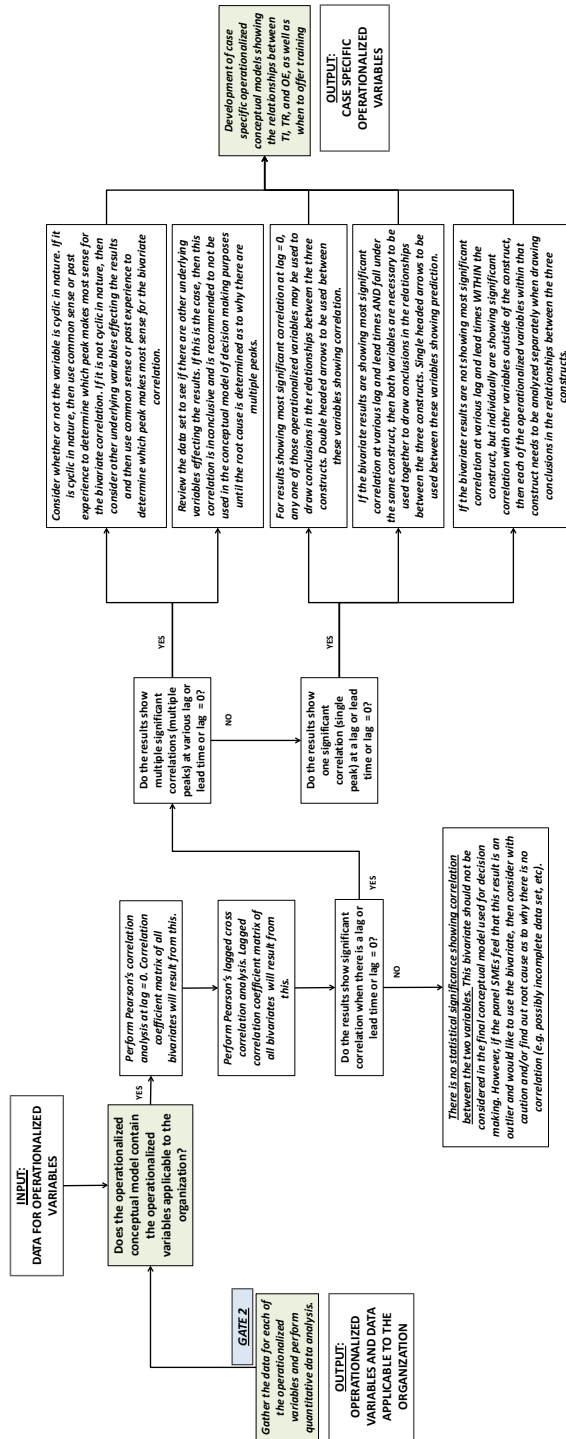 INPUT:
DATA FOR OPERATIONALIZED
VARIABLES
GATE 2
Gather the data for each of
the operationalized
variables and perform
quantitative data analysis.
OUTPUT:
OPERATIONALIZED
VARIABLES AND DATA
APPLICABLE TO THE
ORGANIZATION
Does the operationalized
conceptual model contain
the operationalized
variables applicable to the
organization?
YES
Perform Pearson's correlation
analysis at lag = 0. Correlation
coefficient matrix of all
bivariates will result from this.
Perform Pearson's lagged cross
correlation analysis. Lagged
correlation coefficient matrix of
all bivariates will result from
this.
Do the results show significant
correlation when there is a lag or
lead time or lag = 0?
YES
NO
There is no statistical significance showing correlation
between the two variables. This bivariate should not be
considered in the final conceptual model used for decision
making. However, if the panel SMEs feel that this result is an
outlier and would like to use the bivariate, then consider with
caution and/or find out root cause as to why there is no
correlation (e.g. possibly incomplete data set, etc).
Do the results show
multiple significant
correlations (multiple
peaks) at various lag or
lead time or lag = 0?
YES
NO
Do the results show
one significant
correlation (single
peak) at a lag or lead
time or lag = 0?
YES
Consider whether or not the variable is cyclic in nature. If it
is cyclic in nature, then use common sense or past
experience to determine which peak makes most sense for
the bivariate correlation. If it is not cyclic in nature, then
consider other underlying variables effecting the results
and then use common sense or past experience to
determine which peak makes most sense for the bivariate
correlation.
Review the data set to see if there are other underlying
variables effecting the results. If this is the case, then this
correlation is inconclusive and is recommended to not be
used in the conceptual model of decision making purposes
until the root cause is determined as to why there are
multiple peaks.
For results showing most significant correlation at lag = 0,
any one of those operationalized variables may be used to
draw conclusions in the relationships between the three
constructs. Double headed arrows to be used between
these variables showing correlation.
If the bivariate results are showing most significant
correlation at various lag and lead times AND fall under
the same construct, then both variables are necessary to be
used together to draw conclusions in the relationships
between the three constructs. Single headed arrows to be
used between these variables showing prediction.
If the bivariate results are not showing most significant
correlation at various lag and lead times WITHIN the
construct, but individually are showing significant
correlation with other variables outside of the construct,
then each of the operationalized variables within that
construct needs to be analyzed separately when drawing
conclusions in the relationships between the three
constructs.
Development of case
specific operationalized
conceptual models showing
the relationships between
TI, TR, and OE, as well as
when to offer training
OUTPUT:
CASE SPECIFIC
OPERATIONALIZED
VARIABLES